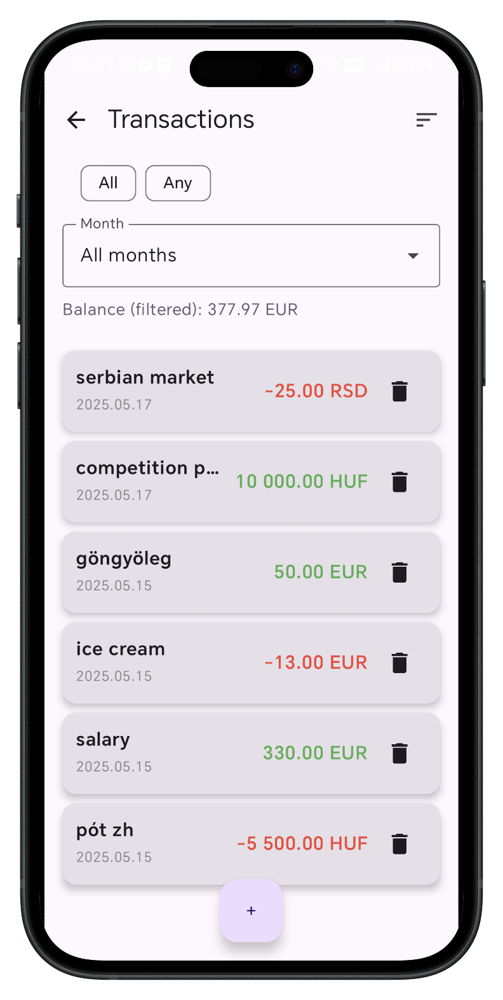 20:21
Transactions
All
Any
Month
All months
Balance (filtered): 377.97 EUR
serbian market
-25.00 RSD
2025.05.17
competition p...
10 000.00 HUF
2025.05.17
göngyöleg
50.00 EUR
2025.05.15
ice cream
-13.00 EUR
2025.05.15
salary
330.00 EUR
2025.05.15
pót zh
-5 500.00 HUF
2025.05.15
+